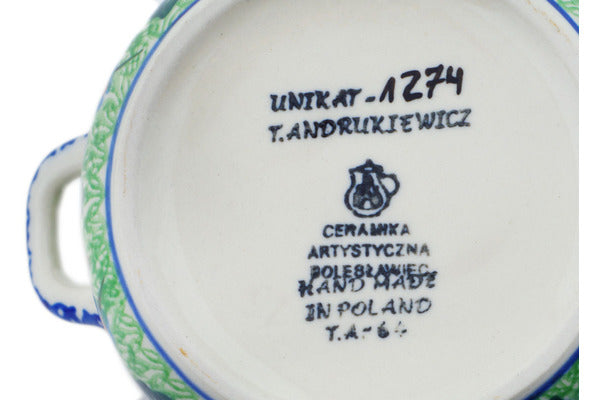 UNIKAT-1274
T.ANDRUKIEWICZ
CERAMIKA
ARTYSTYCZNA
BOLESŁAWIEC
HAND MADE
IN POLAND
T.A-64